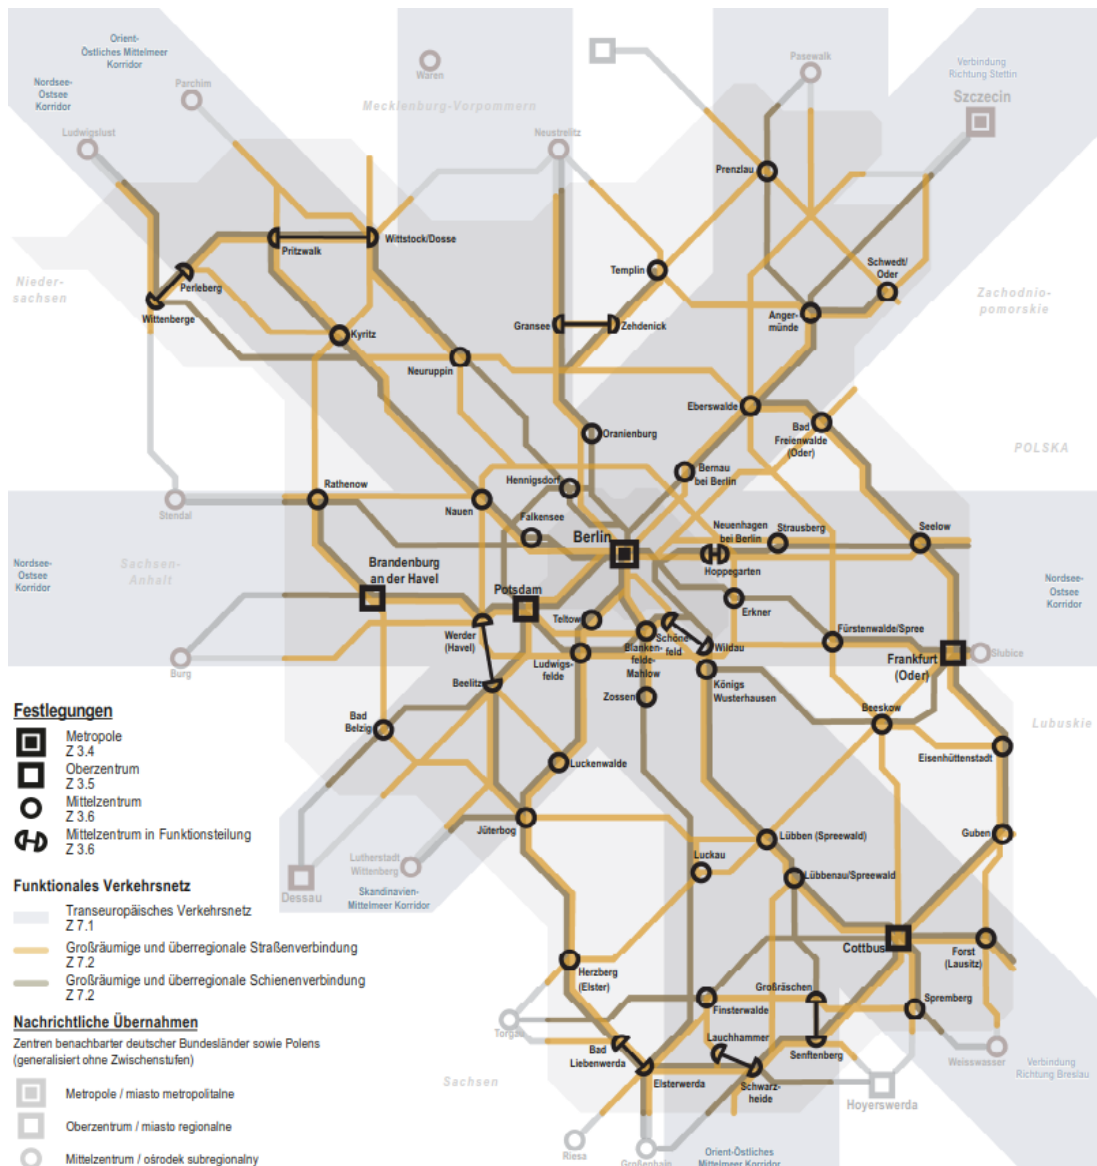 Orient-
Östliches Mittelmeer
Korridor
Nordsee-
Ostsee
Korridor
Parchim
Ludwigslust
Waren
Mecklenburg-Vorpommern
Neustrelitz
Pasewalk
Verbindung
Richtung Stettin
Szczecin
Prenzlau
Pritzwalk
Wittstock/Dosse
Perleberg
Wittenberge
Nieder-
sachsen
Templin
Schwedt/
Oder
Zachodnio-
pomorskie
Gransee
Zehdenick
Anger-
münde
Kyritz
Neuruppin
Eberswalde
Bad
Freienwalde
(Oder)
Oranienburg
POLSKA
Rathenow
Hennigsdorf
Bernau
bei Berlin
Nauen
Stendal
Falkensee
Berlin
Neuenhagen
bei Berlin
Strausberg
Seelow
Nordsee-
Ostsee
Korridor
Sachsen-
Anhalt
Brandenburg
an der Havel
Potsdam
Hoppegarten
Nordsee-
Ostsee
Korridor
Teltow
Erkner
Werder
(Havel)
Schöne-
feld
Wildau
Fürstenwalde/Spree
Burg
Ludwigs-
felde
Blanken-
felde-
Mahlow
Frankfurt
(Oder)
Słubice
Beelitz
Zossen
Königs
Wusterhausen
Bad
Belzig
Beeskow
Lubuskie
Eisenhüttenstadt
Luckenwalde
Jüterbog
Lübben (Spreewald)
Guben
Luckau
Lübbenau/Spreewald
Lutherstadt
Wittenberg
Dessau
Skandinavien-
Mittelmeer Korridor
Cottbus
Forst
(Lausitz)
Herzberg
(Elster)
Großräschen
Finsterwalde
Spremberg
Torgau
Bad
Liebenwerda
Lauchhammer
Senftenberg
Weisswasser
Elsterwerda
Schwarz-
heide
Verbindung
Richtung Breslau
Sachsen
Hoyerswerda
Riesa
Großenhain
Orient-Östliches
Mittelmeer Korridor
Festlegungen
Metropole
Z 3.4
Oberzentrum
Z 3.5
Mittelzentrum
Z 3.6
Mittelzentrum in Funktionsteilung
Z 3.6
Funktionales Verkehrsnetz
Transeuropäisches Verkehrsnetz
Z 7.1
Großräumige und überregionale Straßenverbindung
Z 7.2
Großräumige und überregionale Schienenverbindung
Z 7.2
Nachrichtliche Übernahmen
Zentren benachbarter deutscher Bundesländer sowie Polens
(generalisiert ohne Zwischenstufen)
Metropole / miasto metropolitalne
Oberzentrum / miasto regionalne
Mittelzentrum / ośrodek subregionalny